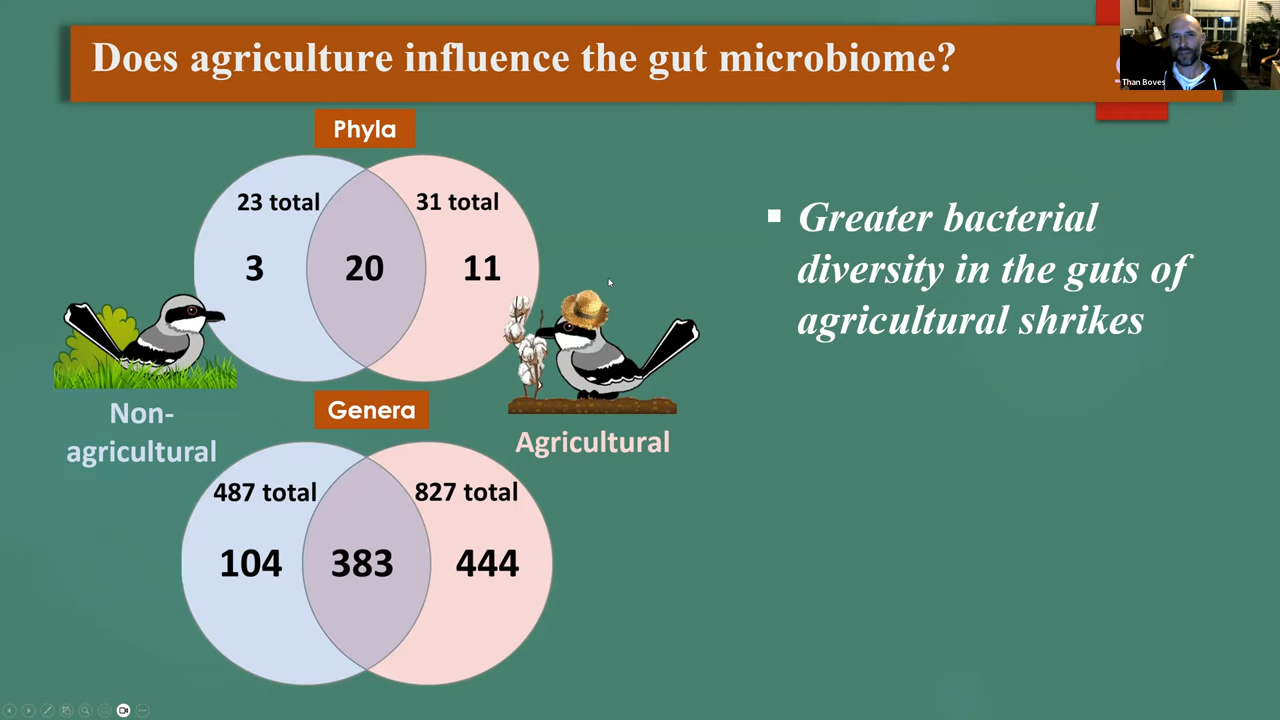 Does agriculture influence the gut microbiome?
Than Boves
Phyla
23 total
31 total
3
20
11
Greater bacterial
diversity in the guts of
agricultural shrikes
Non-
agricultural
Agricultural
Genera
487 total
827 total
104
383
444